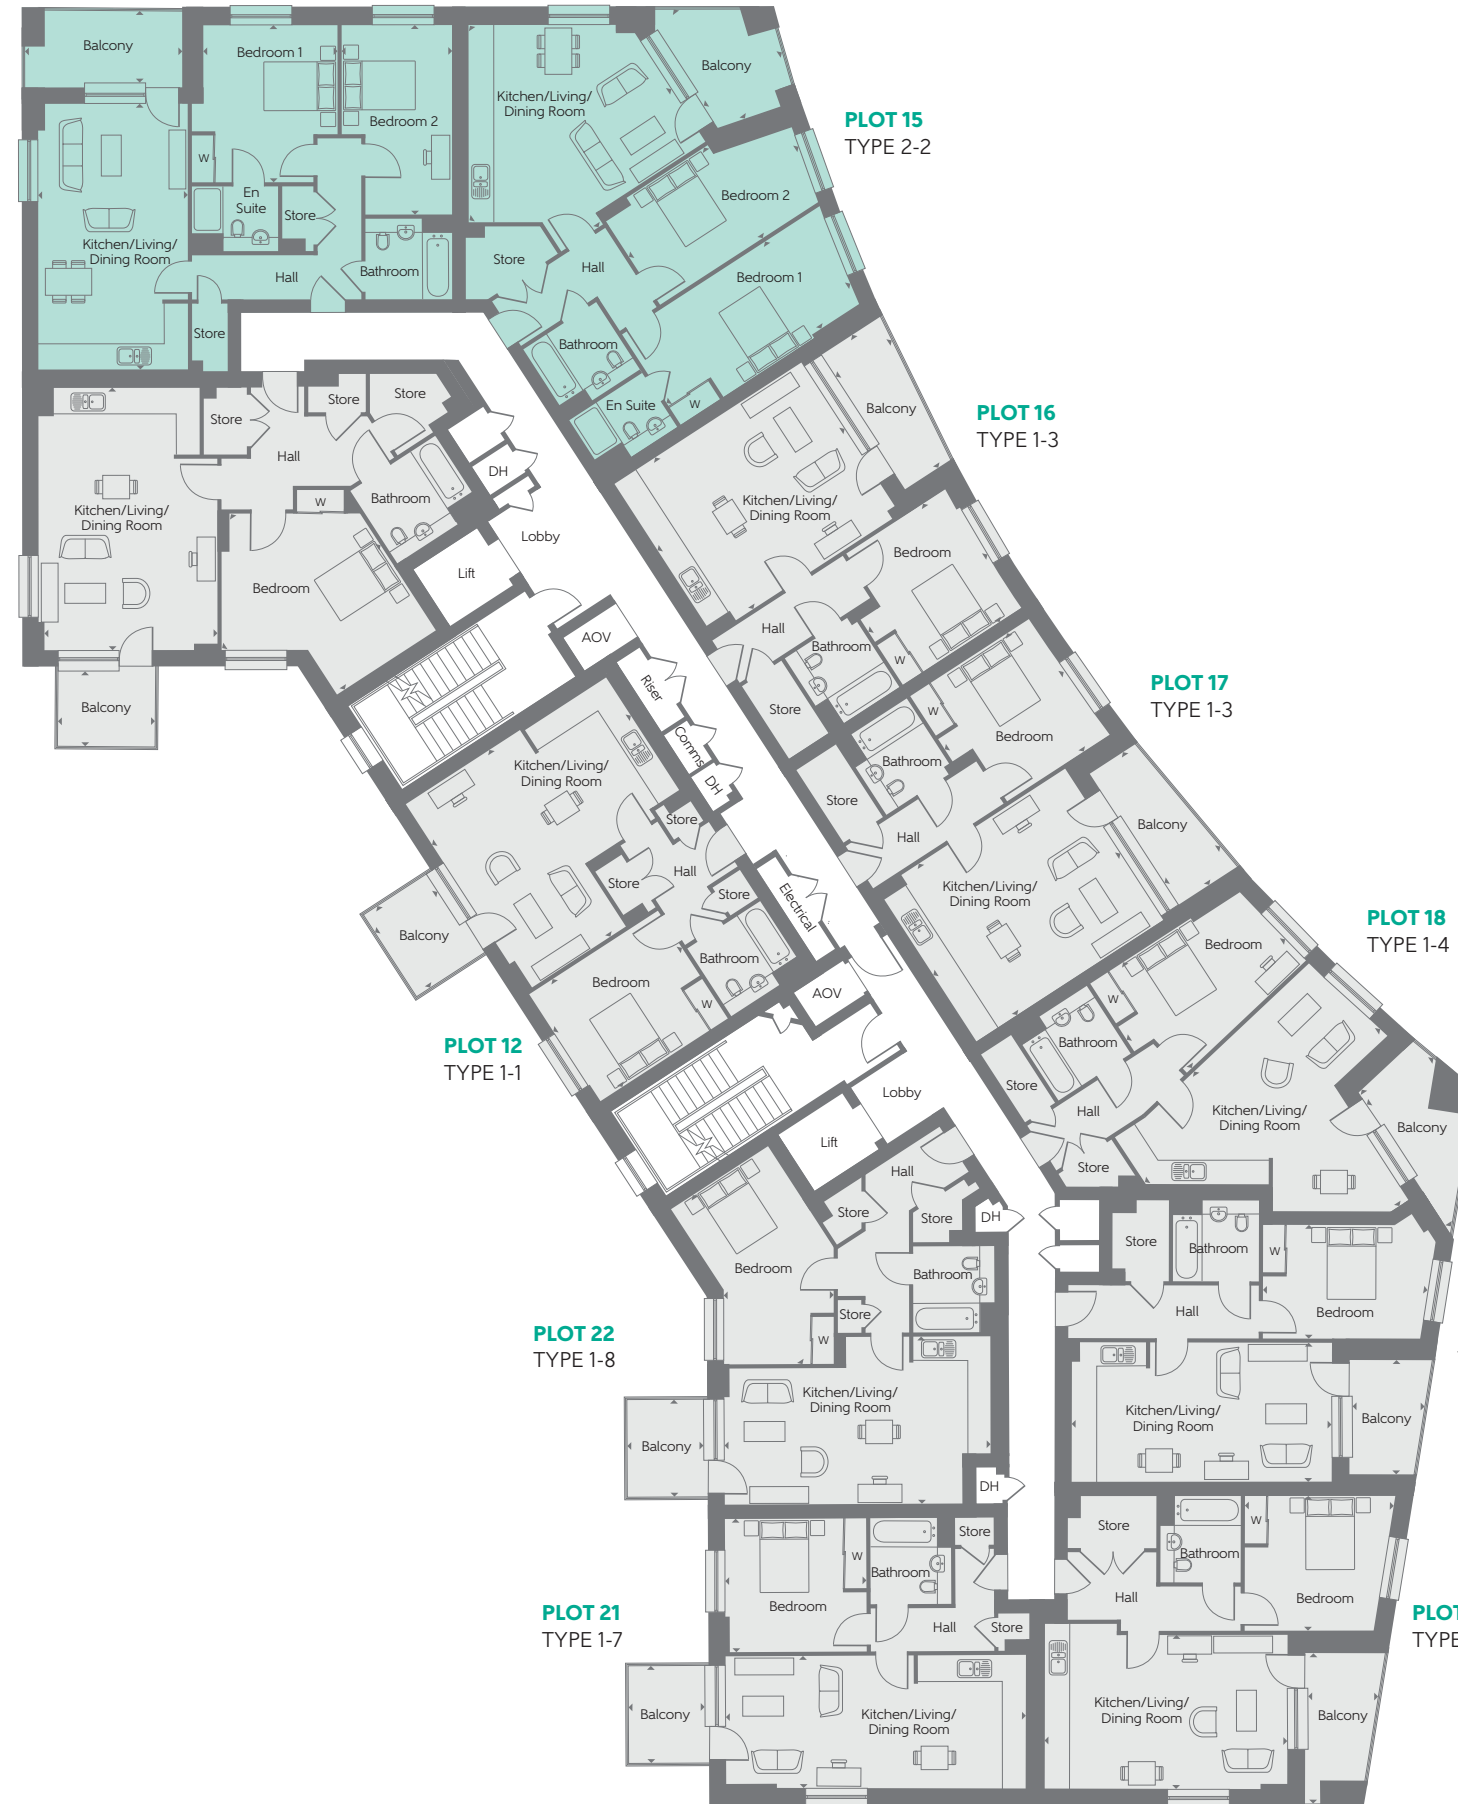 Balcony
Bedroom 1
Bedroom 2
Kitchen/Living/
Dining Room
W
En
Suite
Store
Hall
Bathroom
Store
Kitchen/Living/
Dining Room
Balcony
PLOT 15
TYPE 2-2
Bedroom 2
Bedroom 1
Store
Hall
Bathroom
En Suite
W
Store
Store
Store
Hall
W
Bathroom
Kitchen/Living/
Dining Room
Bedroom
Balcony
DH
Lobby
Lift
AOV
Riser
Comms
DH
Electrical
AOV
Lobby
Lift
Balcony
PLOT 16
TYPE 1-3
Kitchen/Living/
Dining Room
Bedroom
Hall
Bathroom
W
Store
PLOT 17
TYPE 1-3
W
Bedroom
Bathroom
Store
Hall
Kitchen/Living/
Dining Room
Balcony
Kitchen/Living/
Dining Room
Store
Hall
Store
Store
Bathroom
Balcony
Bedroom
W
PLOT 12
TYPE 1-1
PLOT 18
TYPE 1-4
Bedroom
W
Bathroom
Store
Hall
Store
Kitchen/Living/
Dining Room
Balcony
Hall
Store
Store
DH
Bedroom
Bathroom
Store
W
PLOT 22
TYPE 1-8
Kitchen/Living/
Dining Room
Balcony
DH
Store
Bathroom
W
Bedroom
Hall
Kitchen/Living/
Dining Room
Balcony
Store
W
Bathroom
Bedroom
Hall
Store
PLOT 21
TYPE 1-7
Kitchen/Living/
Dining Room
Balcony
Store
W
Bathroom
Bedroom
Hall
PLOT
TYPE
Kitchen/Living/
Dining Room
Balcony